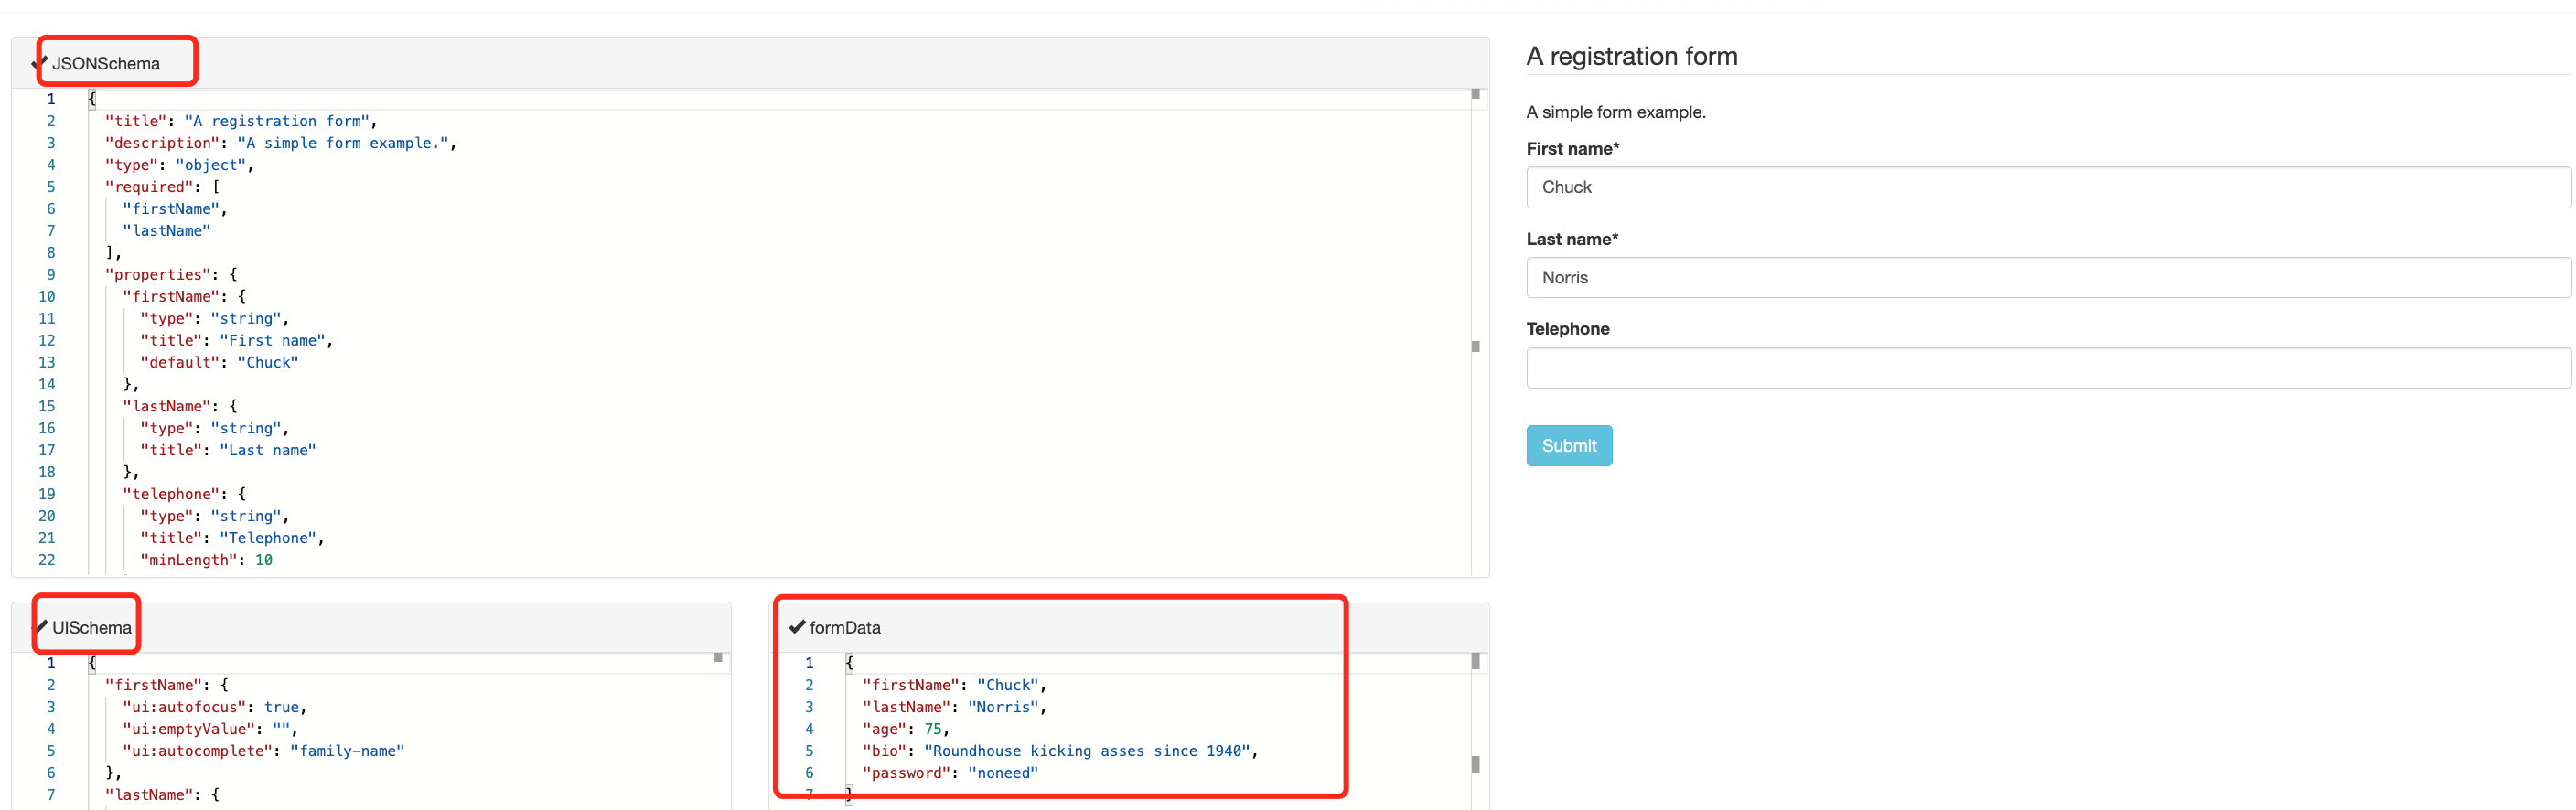 JSONSchema
1 {
2 "title": "A registration form",
3 "description": "A simple form example.",
4 "type": "object",
5 "required": [
6 "firstName",
7 "lastName"
8 ],
9 "properties": {
10 "firstName": {
11 "type": "string",
12 "title": "First name",
13 "default": "Chuck"
14 },
15 "lastName": {
16 "type": "string",
17 "title": "Last name"
18 },
19 "telephone": {
20 "type": "string",
21 "title": "Telephone",
22 "minLength": 10
UISchema
1 {
2 "firstName": {
3 "ui:autofocus": true,
4 "ui:emptyValue": "",
5 "ui:autocomplete": "family-name"
6 },
7 "lastName": {
formData
1 {
2 "firstName": "Chuck",
3 "lastName": "Norris",
4 "age": 75,
5 "bio": "Roundhouse kicking asses since 1940",
6 "password": "noneed"
7 }
A registration form
A simple form example.
First name*
Chuck
Last name*
Norris
Telephone
Submit